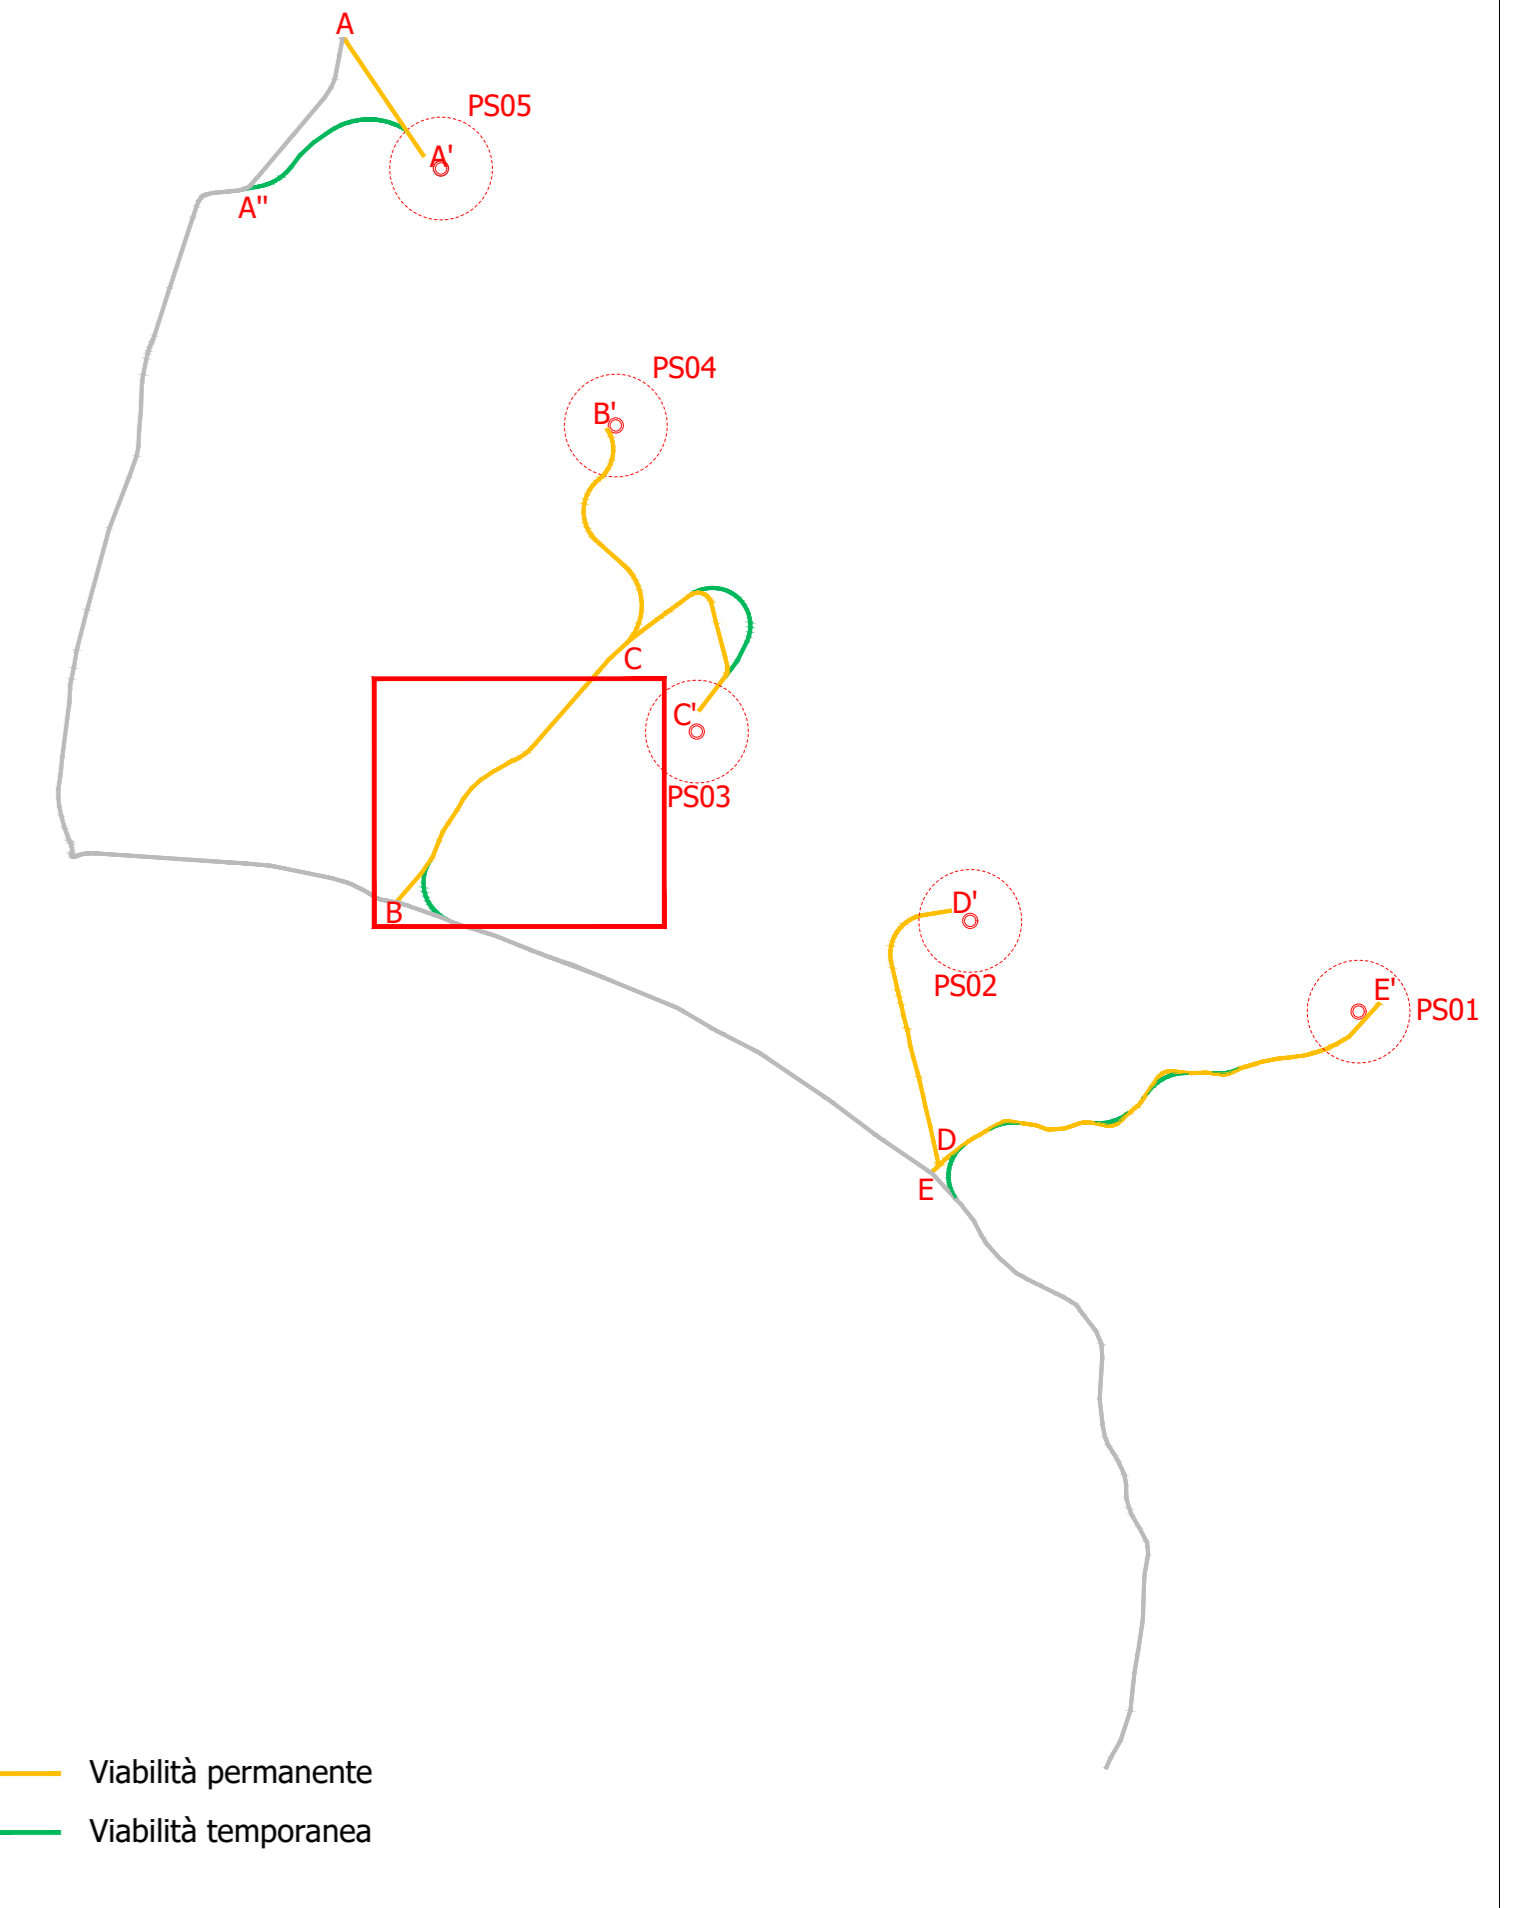 A
PS05
A'
A"
PS04
B'
C
C'
PS03
B
D'
PS02
E'
PS01
D
E
Viabilità permanente
Viabilità temporanea